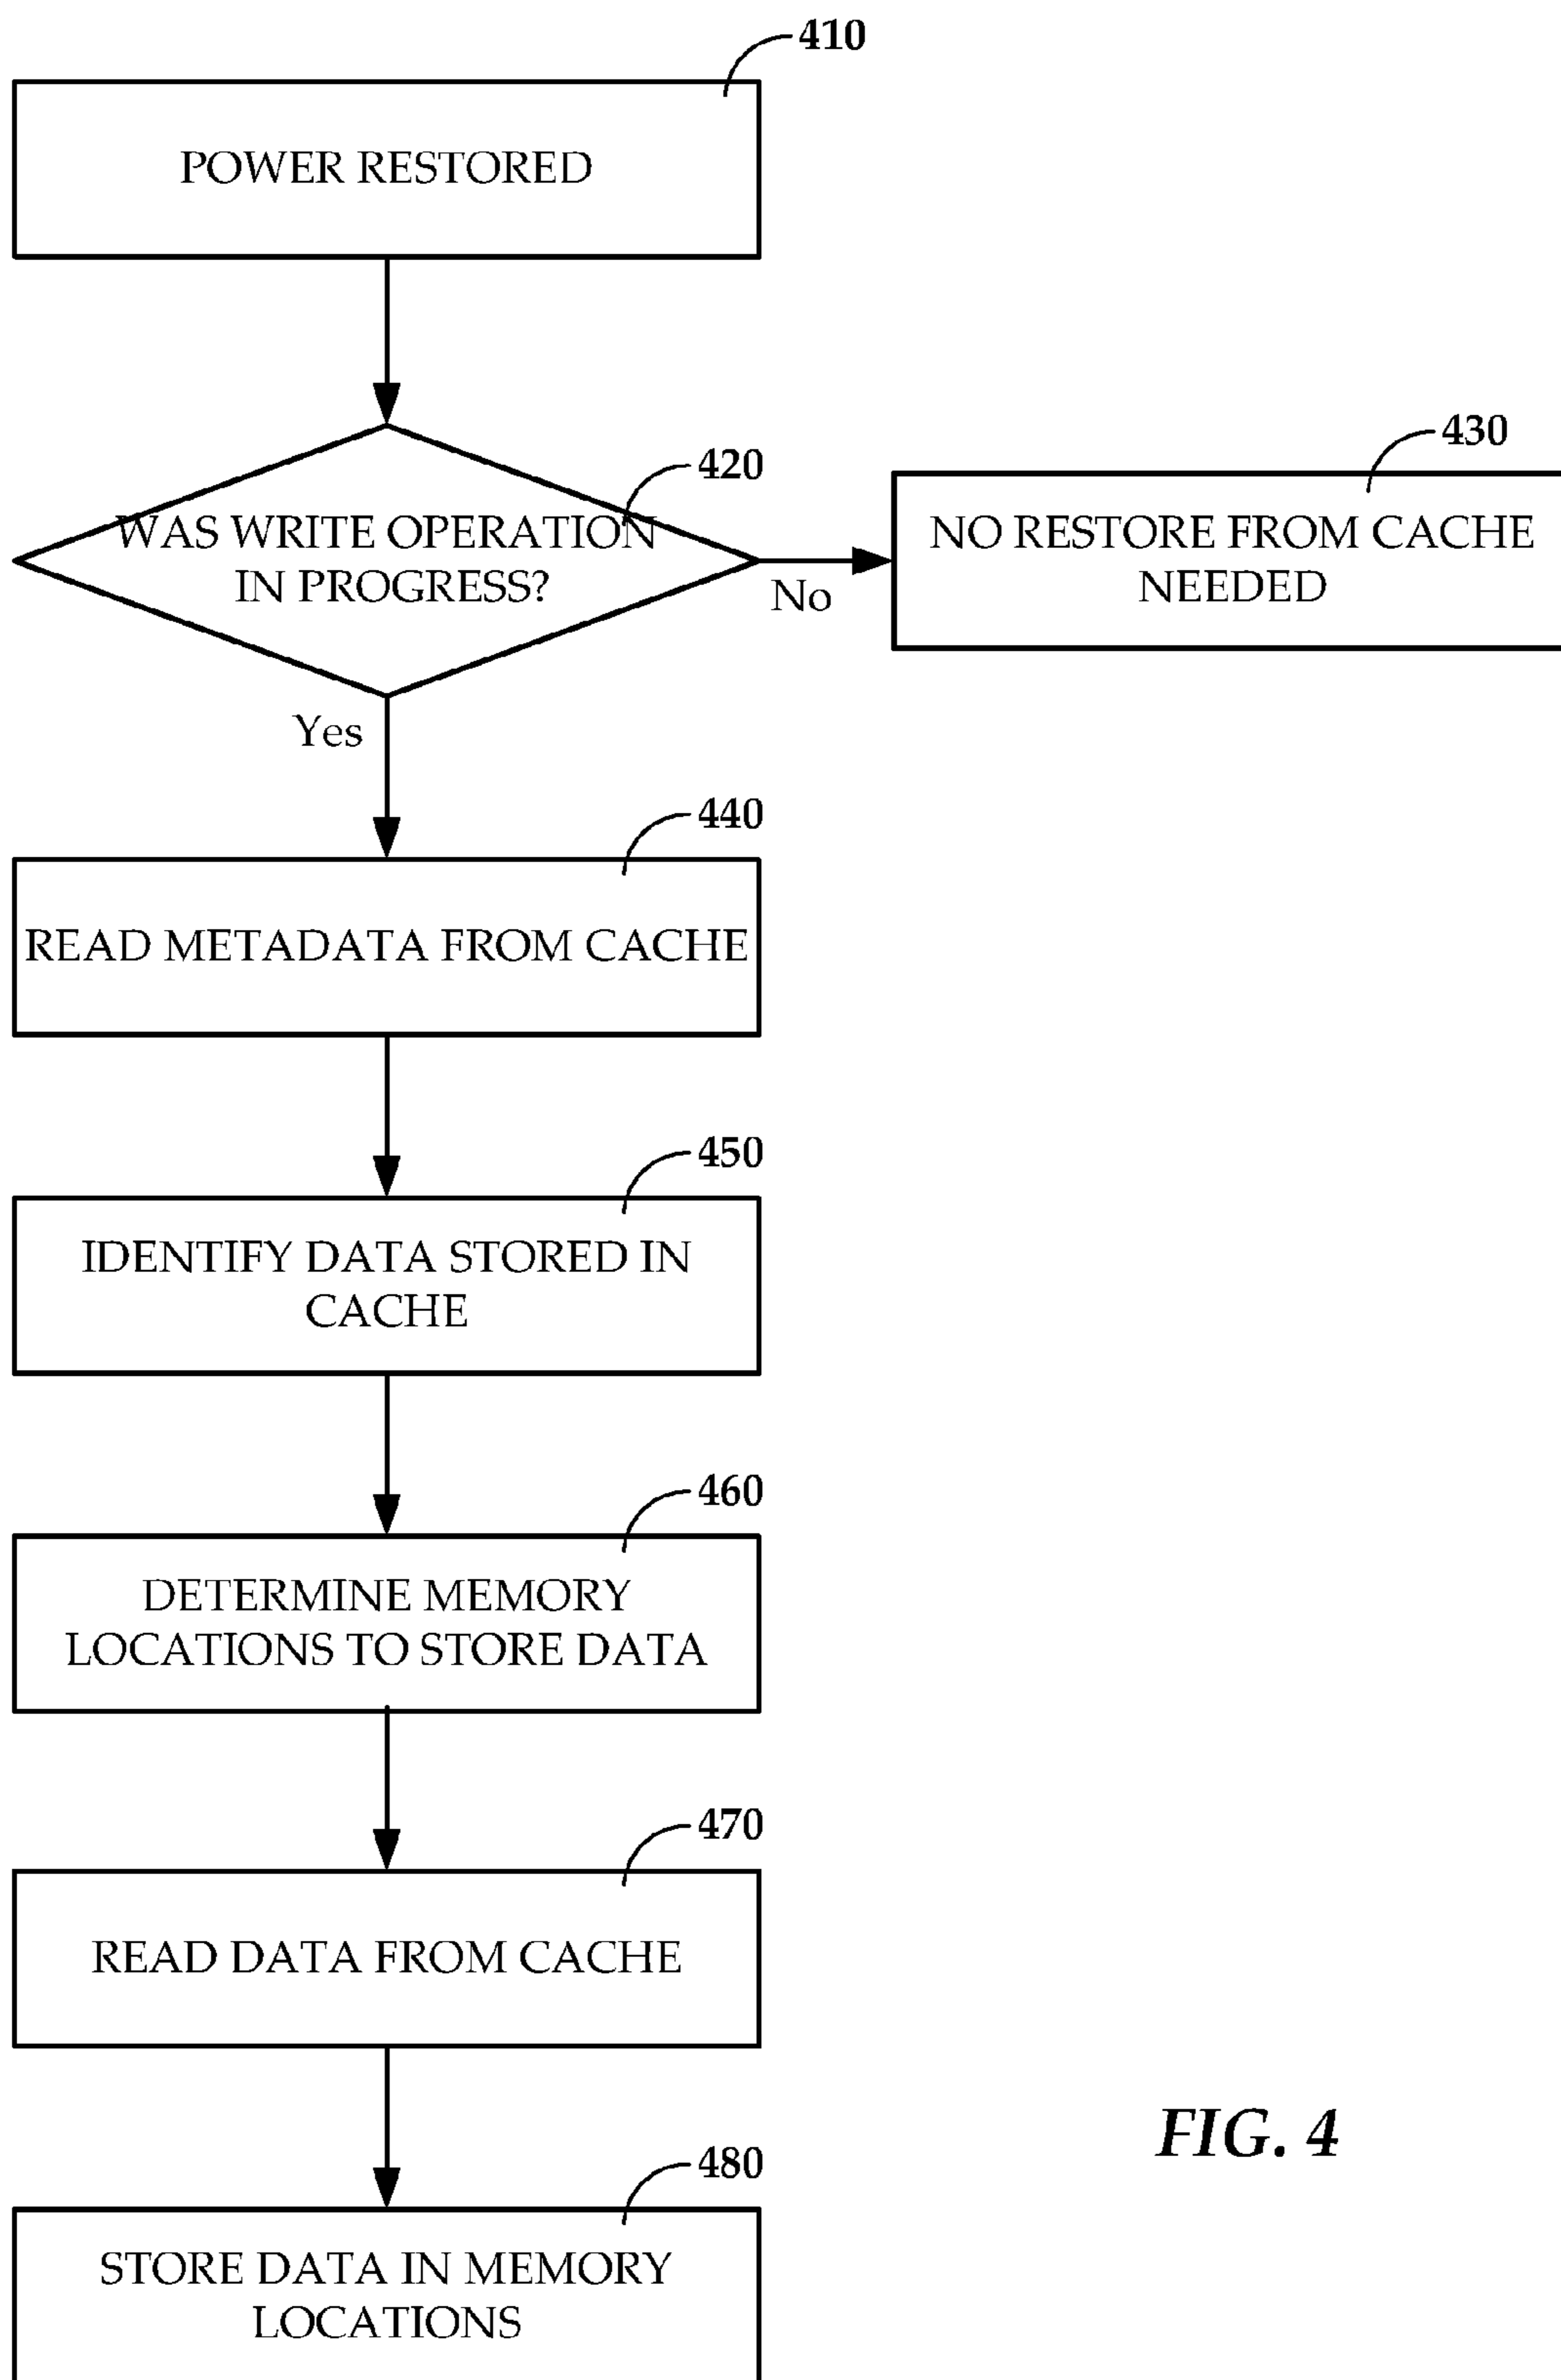 410
POWER RESTORED
420
WAS WRITE OPERATION
IN PROGRESS?
No
430
NO RESTORE FROM CACHE
NEEDED
Yes
440
READ METADATA FROM CACHE
450
IDENTIFY DATA STORED IN
CACHE
460
DETERMINE MEMORY
LOCATIONS TO STORE DATA
470
READ DATA FROM CACHE
480
STORE DATA IN MEMORY
LOCATIONS
FIG. 4